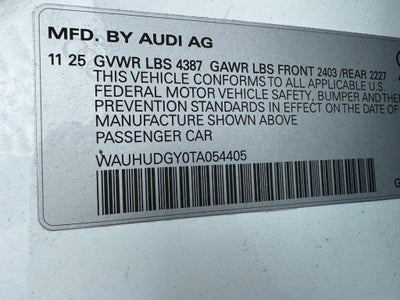 MFD. BY AUDI AG
11 25 GVWR LBS 4387 GAWR LBS FRONT 2403 /REAR 2227
THIS VEHICLE CONFORMS TO ALL APPLICABLE U.S.
FEDERAL MOTOR VEHICLE SAFETY, BUMPER AND THEF
PREVENTION STANDARDS IN EFFECT ON THE DATE OF
MANUFACTURE SHOWN ABOVE
PASSENGER CAR
WAUHUDGY0TA054405